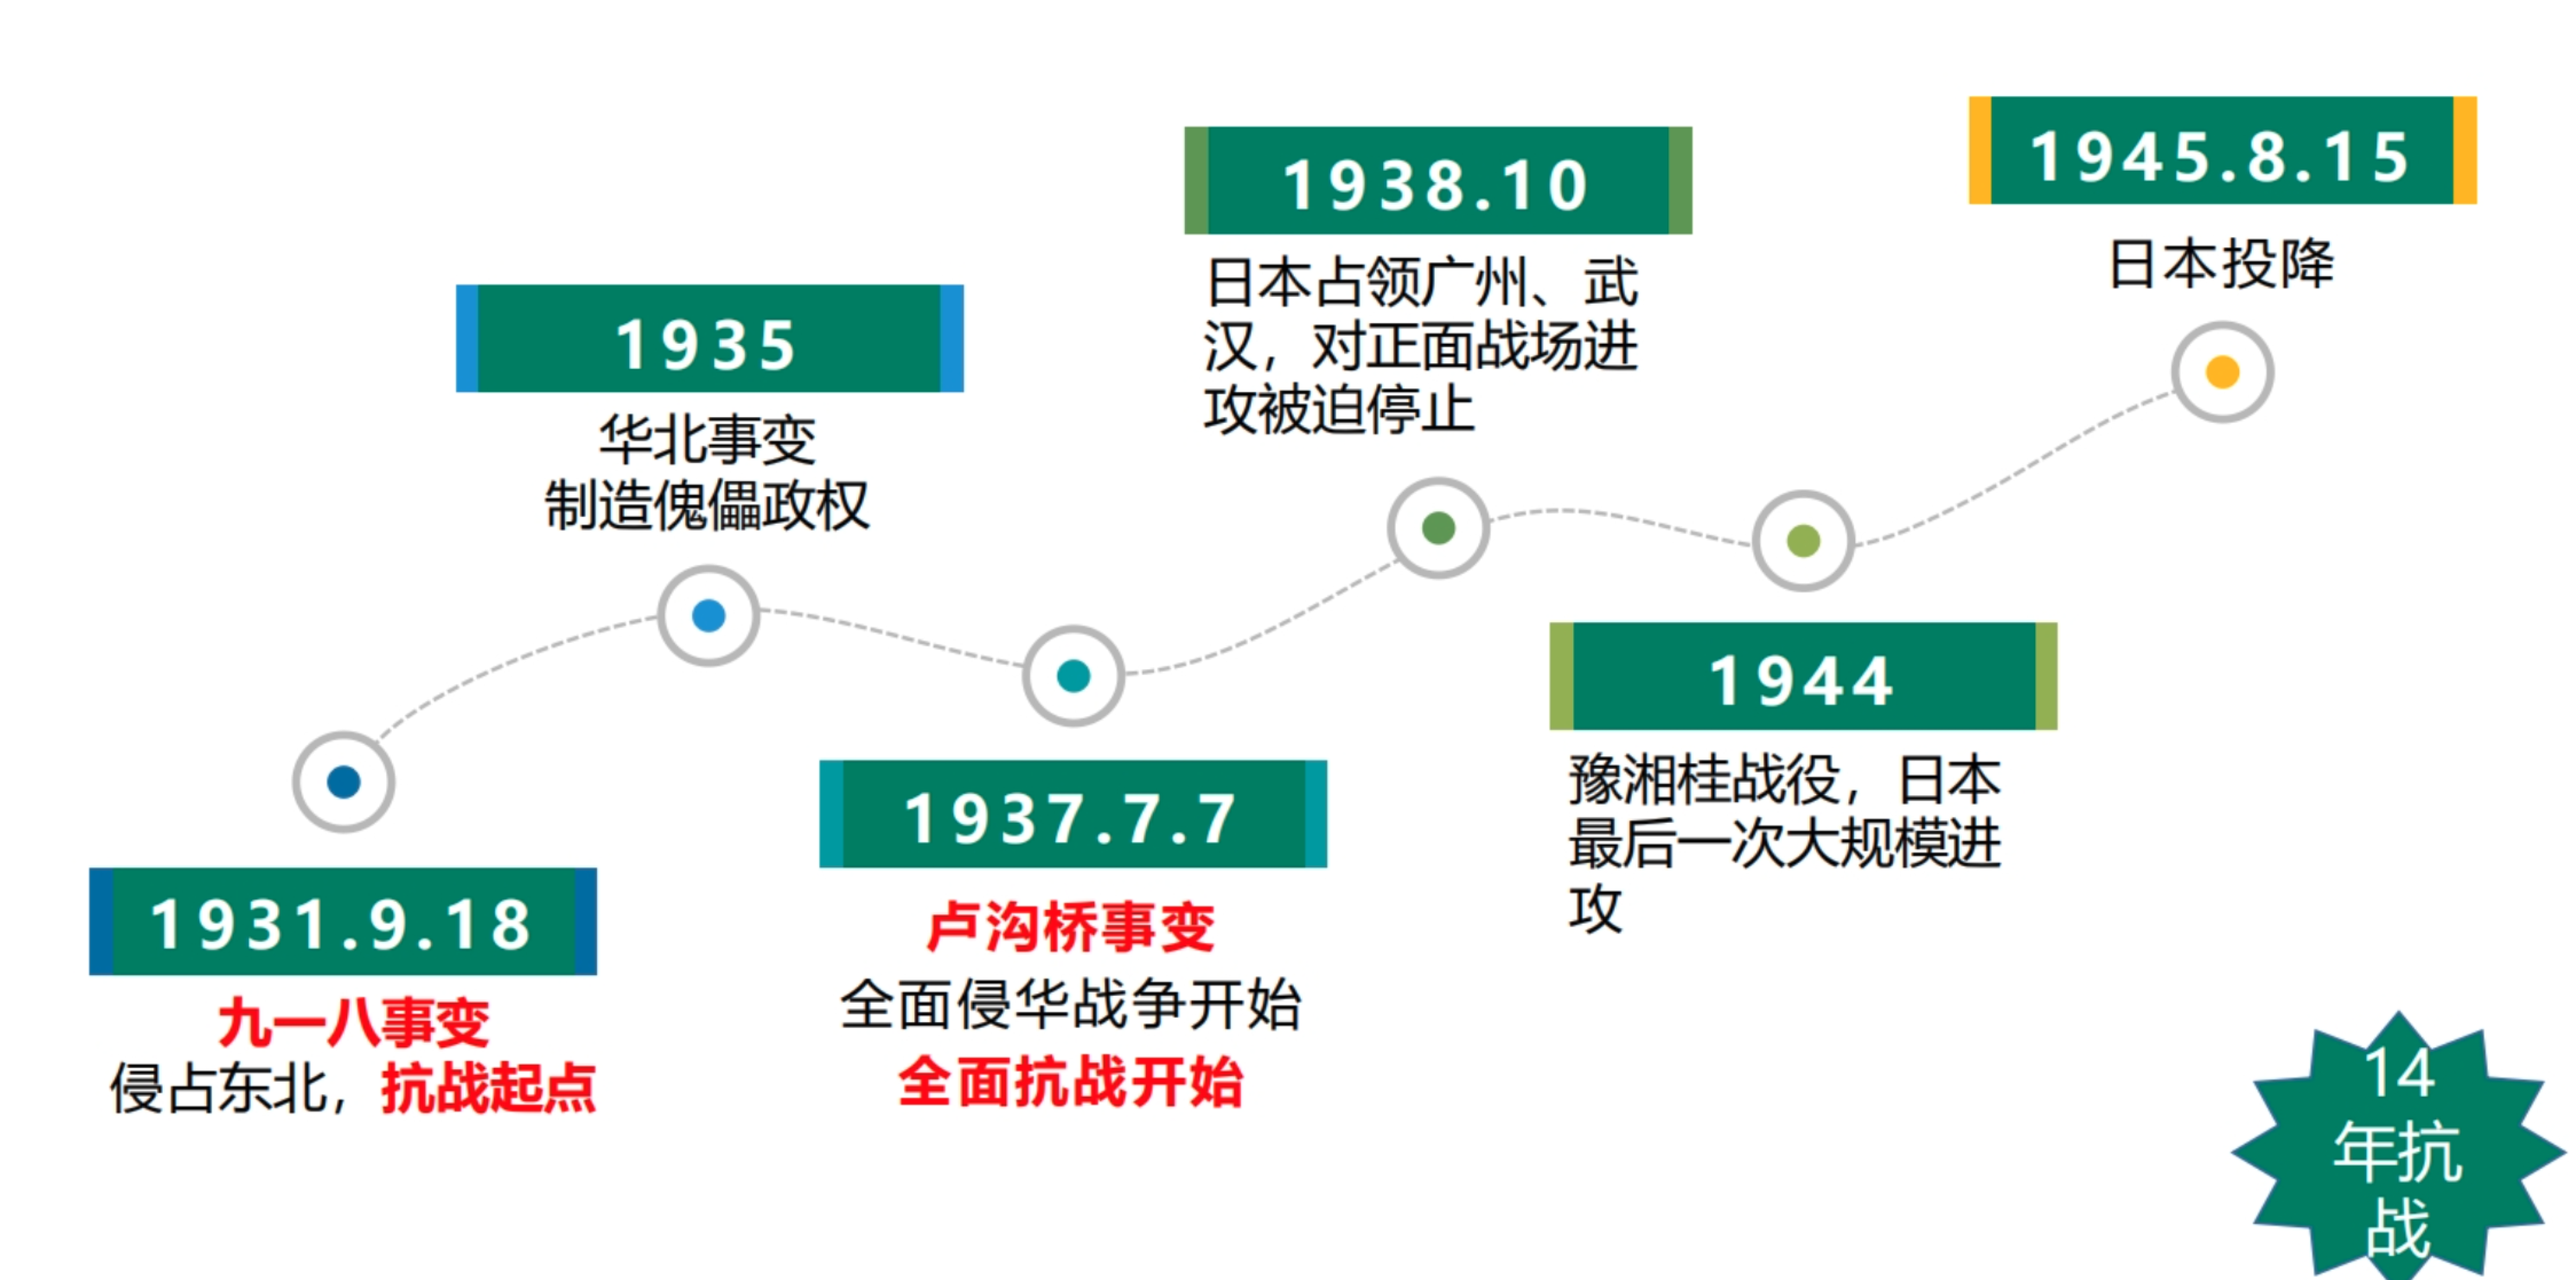 1931.9.18
九一八事变
侵占东北，抗战起点
1935
华北事变
制造傀儡政权
1937.7.7
卢沟桥事变
全面侵华战争开始
全面抗战开始
1938.10
日本占领广州、武
汉，对正面战场进
攻被迫停止
1944
豫湘桂战役，日本
最后一次大规模进
攻
1945.8.15
日本投降
14
年抗
战